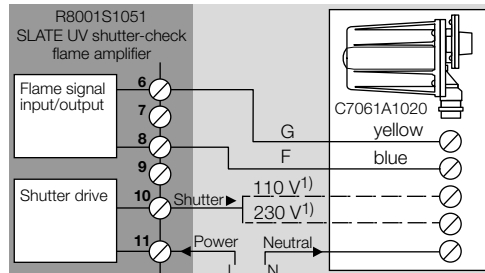 R8001S1051
SLATE UV shutter-check
flame amplifier
Flame signal
input/output
6
7
8
9
C7061A1020
G
yellow
F
blue
Shutter drive
10
Shutter
110 V1)
230 V1)
11
Power
Neutral
L
N